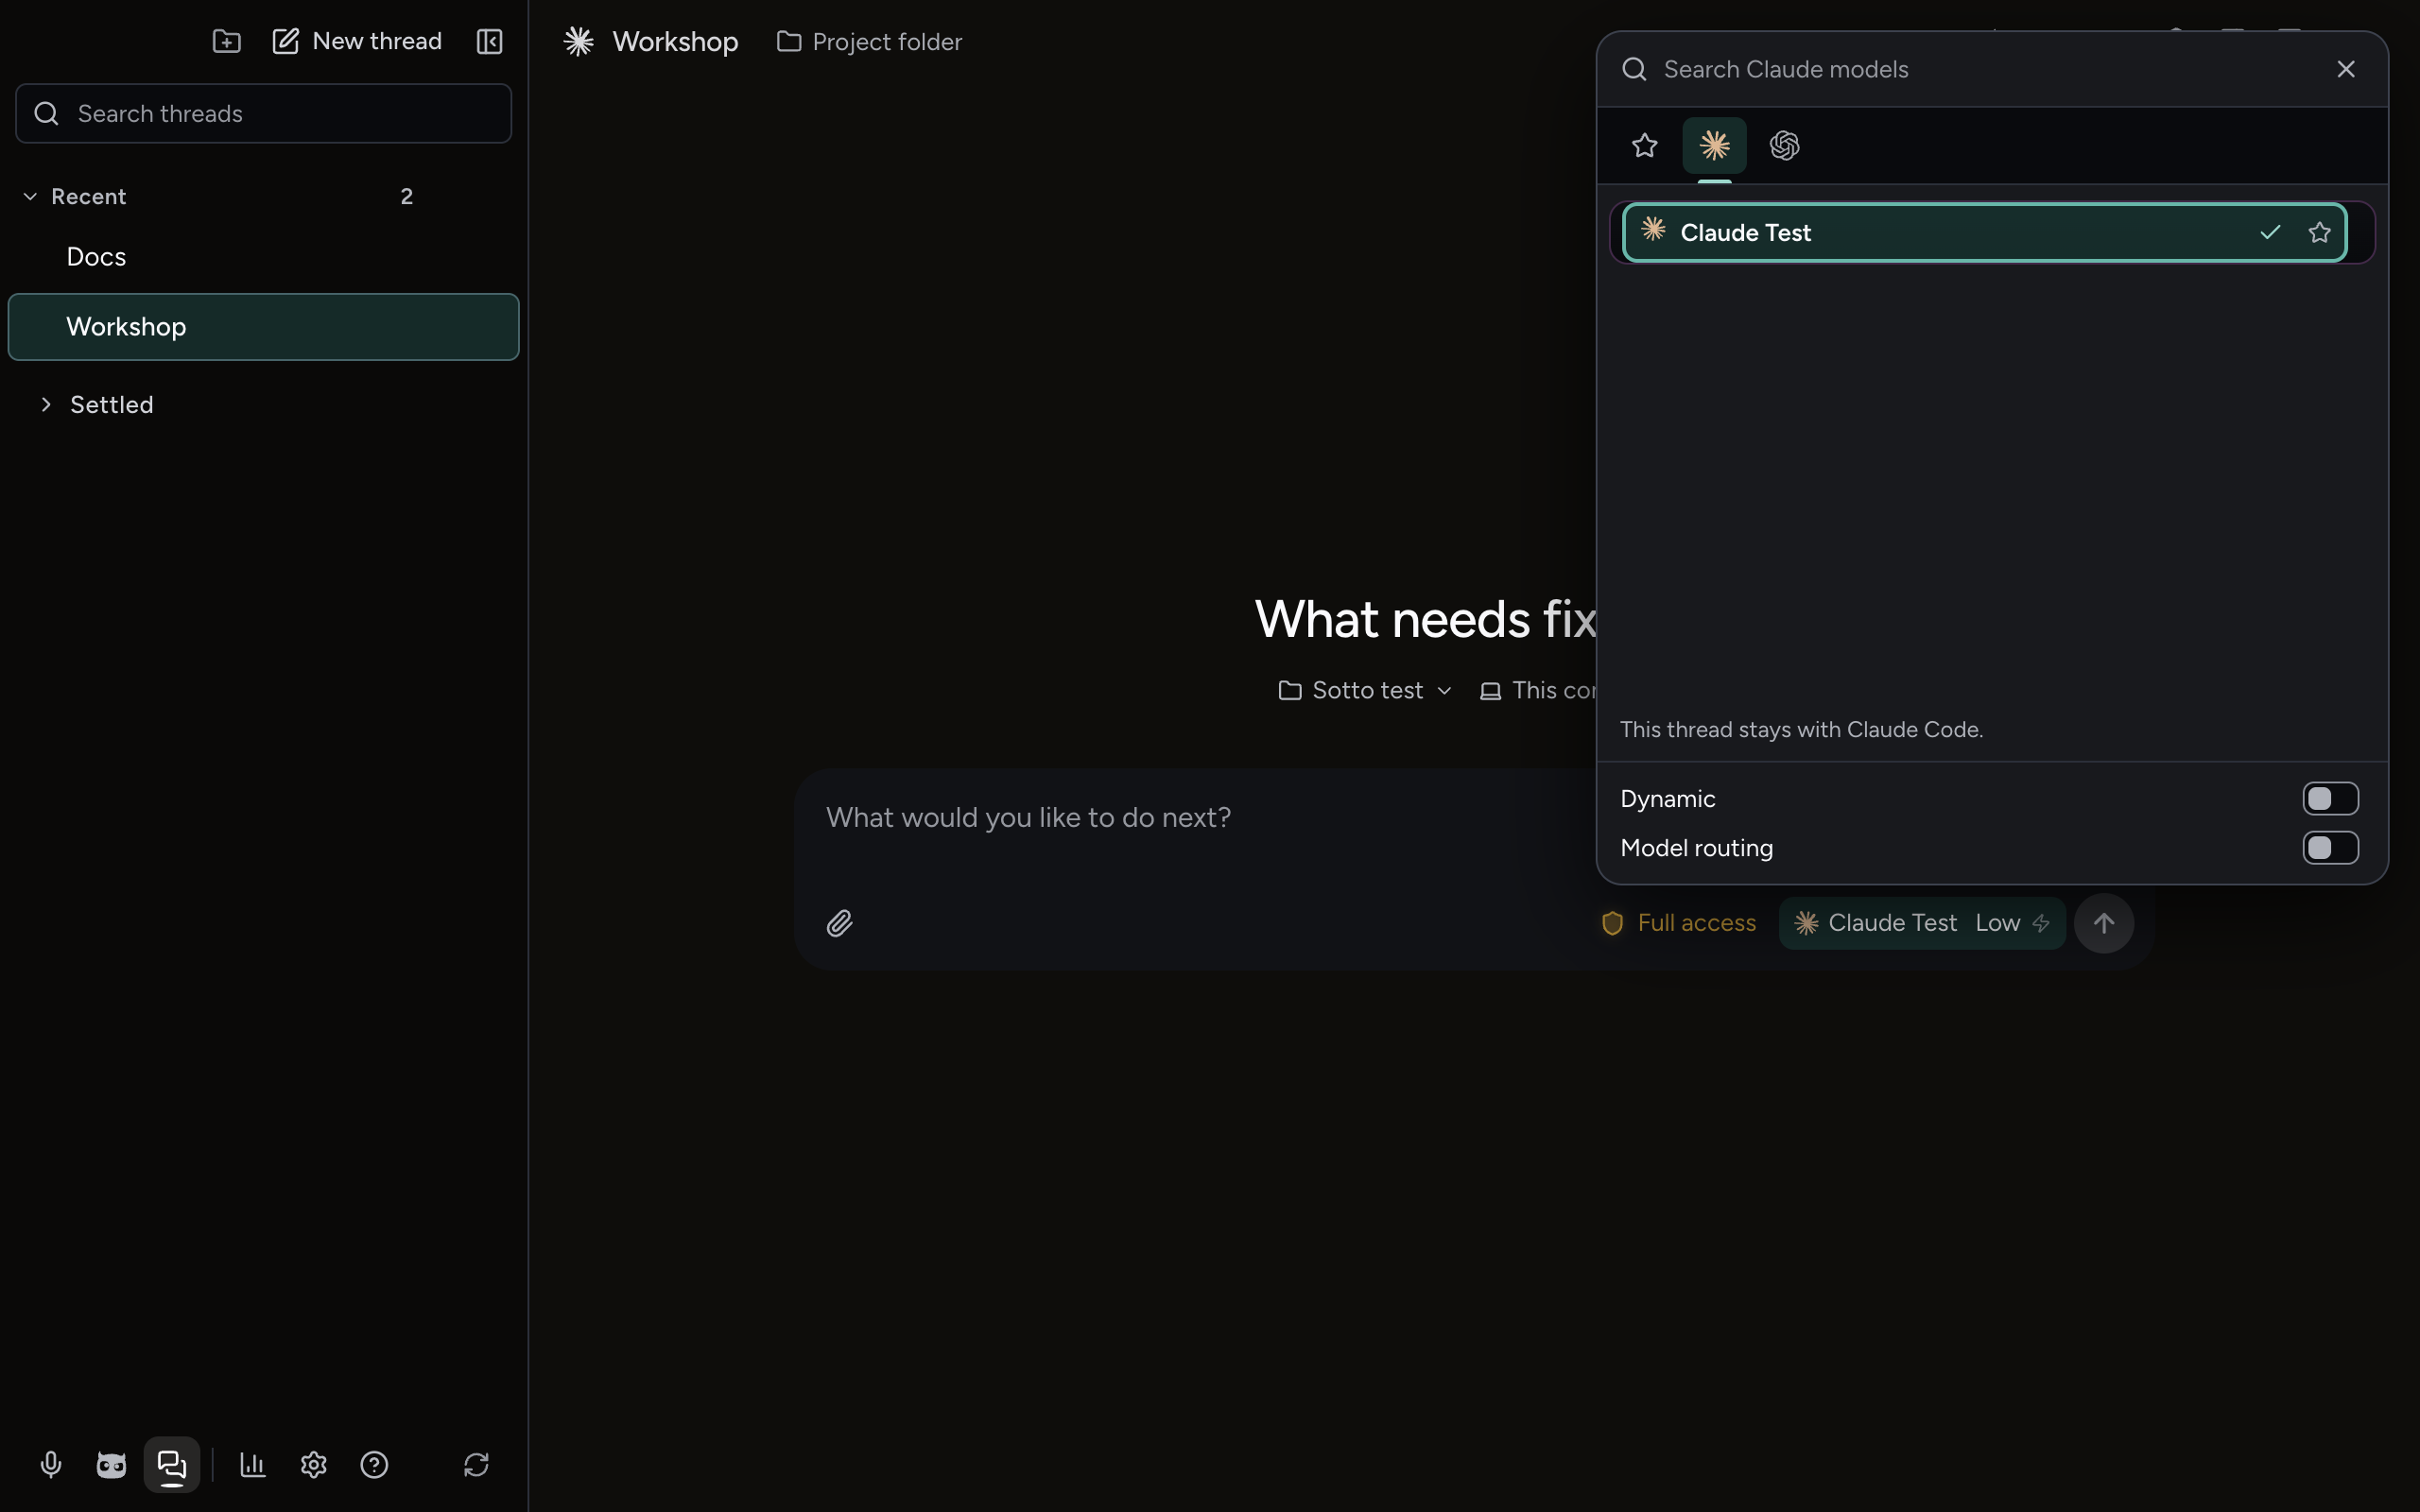 New thread
Search threads
Recent 2
Docs
Workshop
Settled
Workshop Project folder
What needs
Sotto test This
What would you like to do next?
Full access Claude Test Low
Search Claude models
Claude Test
This thread stays with Claude Code.
Dynamic
Model routing